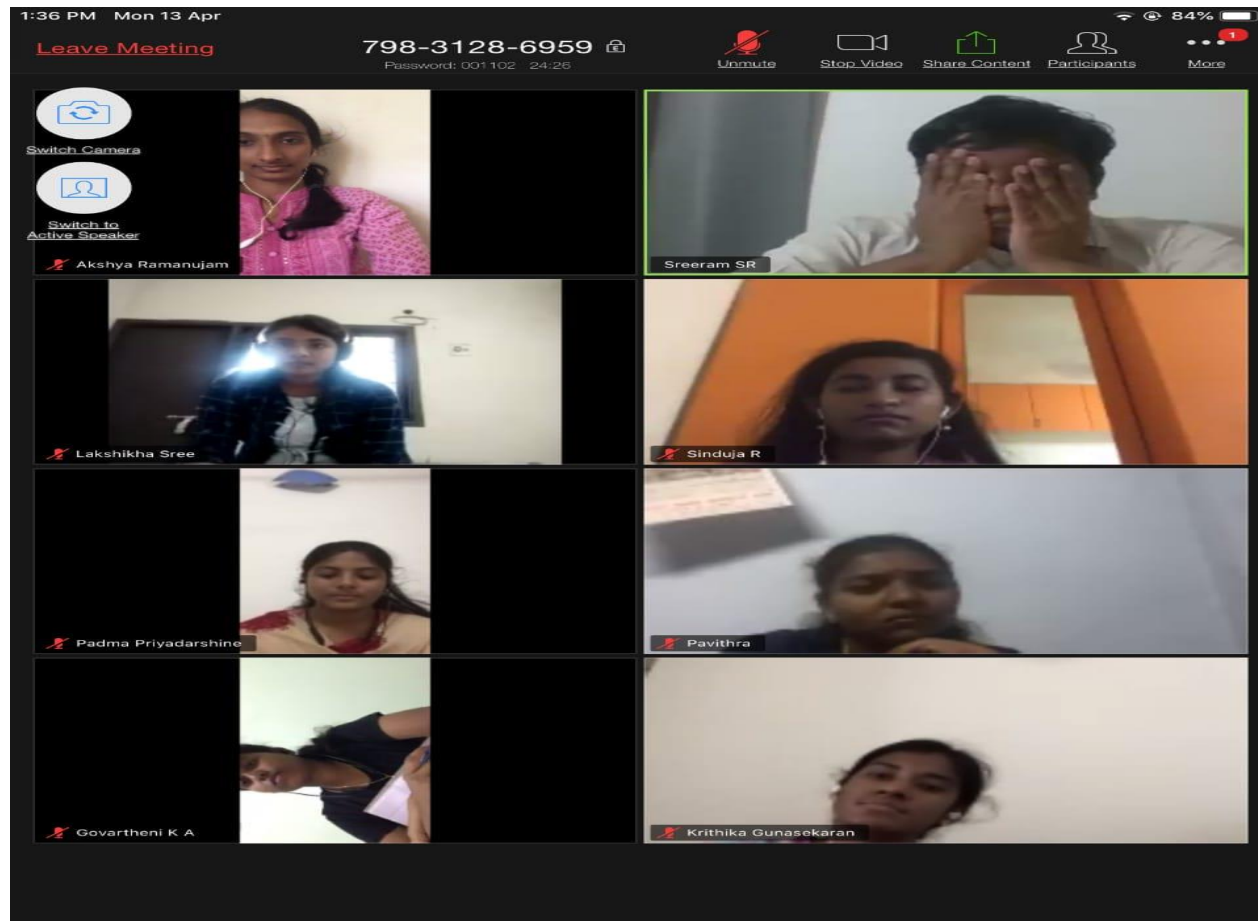 1:36 PM Mon 13 Apr
84%
Leave Meeting
798-3128-6959
Password: 001102 24:26
Unmute
Stop Video
Share Content
Participants
1
More
Switch Camera
Switch to
Active Speaker
Akshya Ramanujam
Sreeram SR
Lakshikha Sree
Sinduja R
Padma Priyadarshine
Pavithra
Govartheni K A
Krithika Gunasekaran